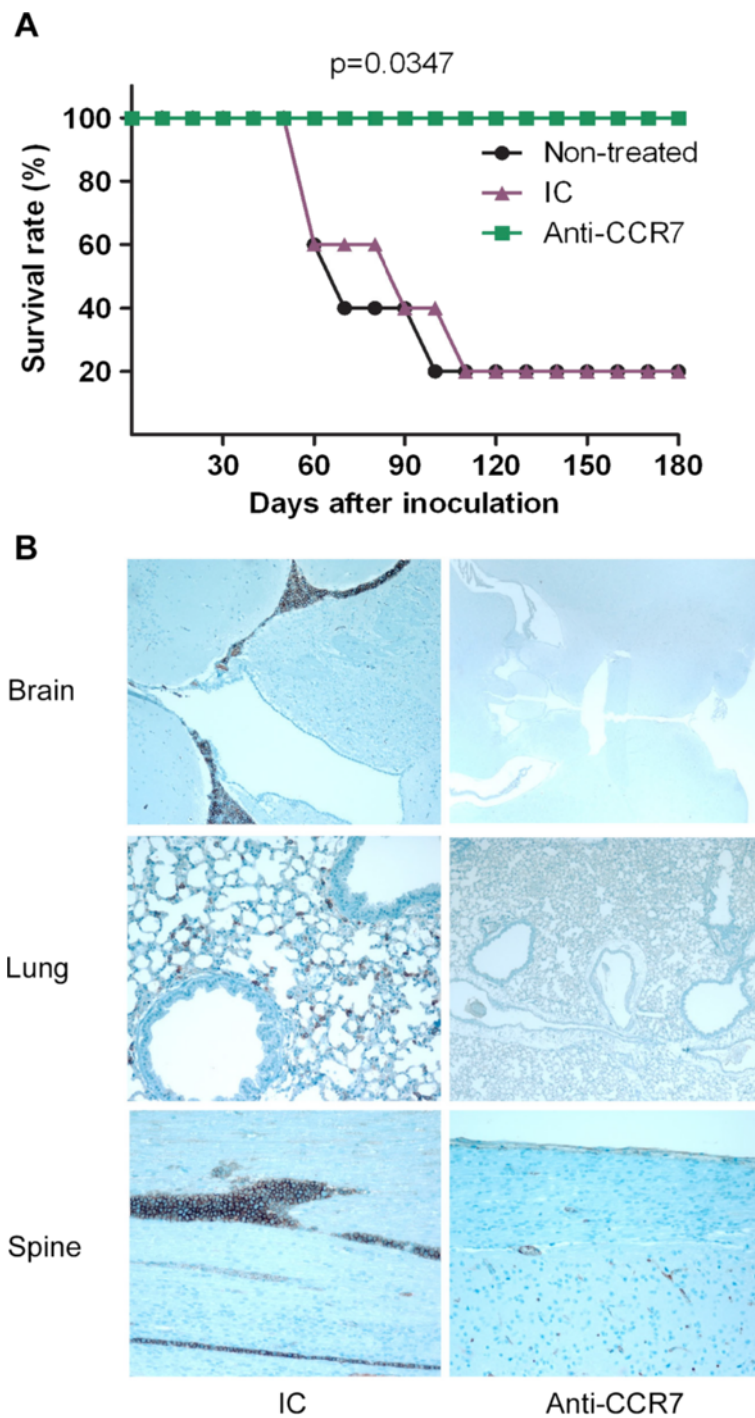 A
p=0.0347
100
80
60
40
20
Survival rate (%)
Non-treated
IC
Anti-CCR7
30 60 90 120 150 180
Days after inoculation
B
Brain
Lung
Spine
IC Anti-CCR7